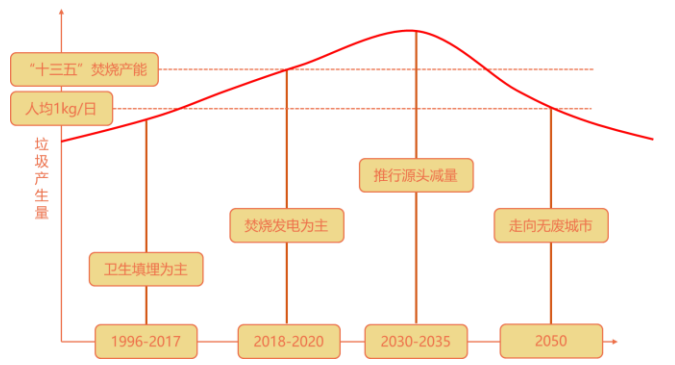 “十三五”焚烧产能
人均1kg/日
垃圾产生量
推行源头减量
焚烧发电为主
走向无废城市
卫生填埋为主
1996-2017
2018-2020
2030-2035
2050